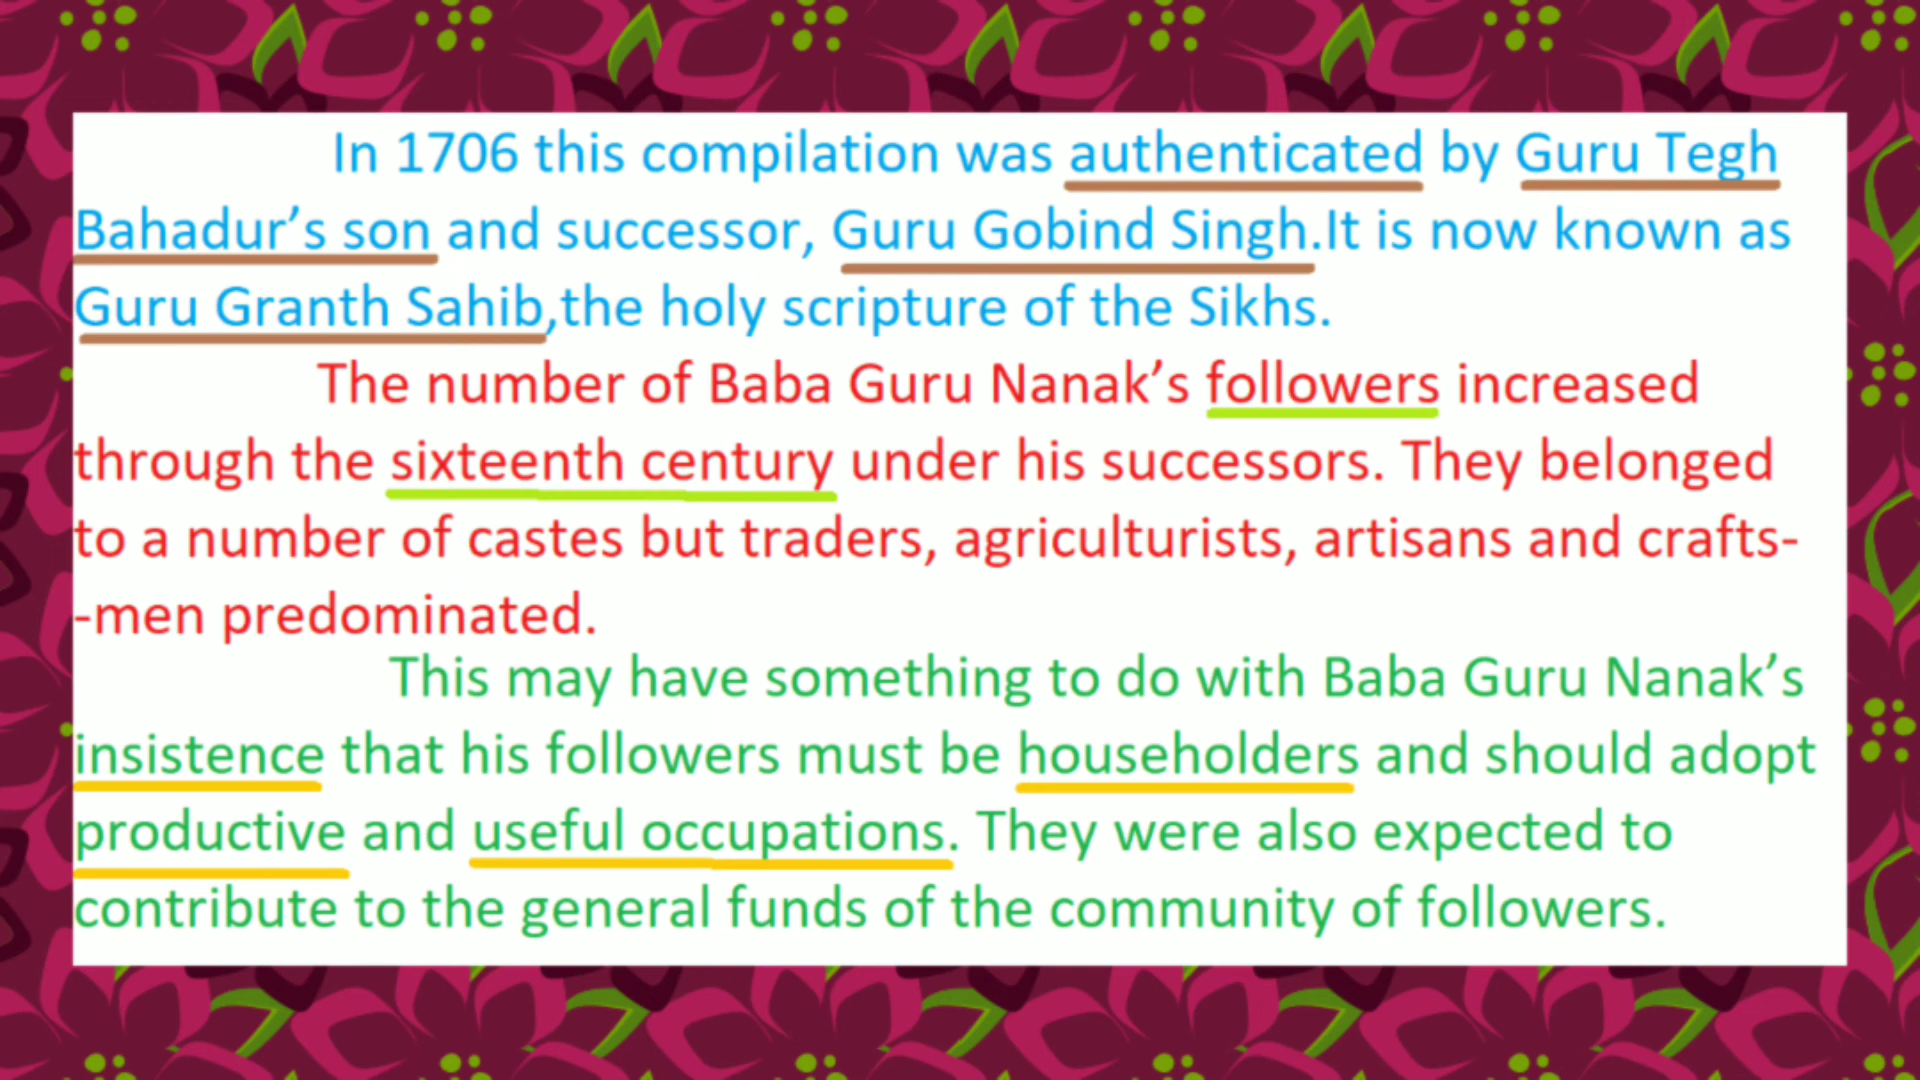 In 1706 this compilation was authenticated by Guru Tegh
Bahadur’s son and successor, Guru Gobind Singh.It is now known as
Guru Granth Sahib,the holy scripture of the Sikhs.
The number of Baba Guru Nanak’s followers increased
through the sixteenth century under his successors. They belonged
to a number of castes but traders, agriculturists, artisans and crafts-
-men predominated.
This may have something to do with Baba Guru Nanak’s
insistence that his followers must be householders and should adopt
productive and useful occupations. They were also expected to
contribute to the general funds of the community of followers.